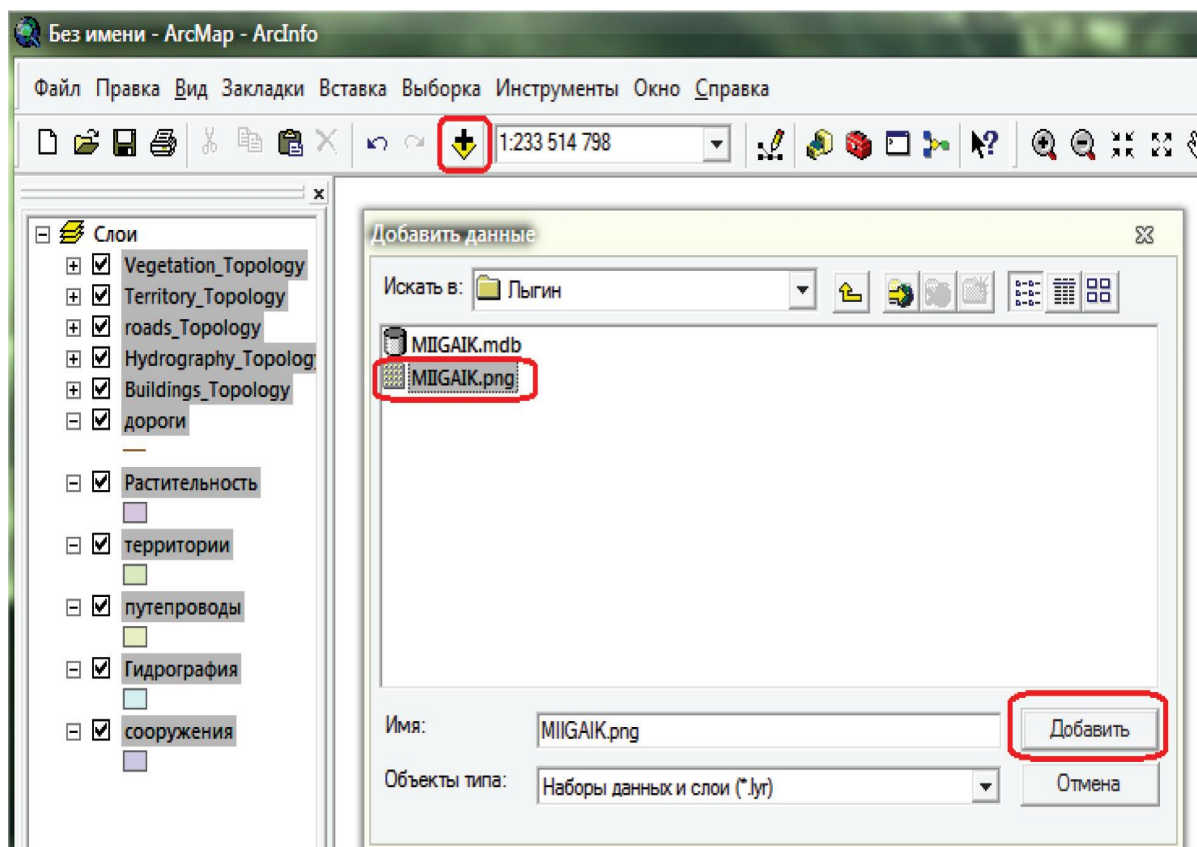 Без имени - ArcMap - ArcInfo
Файл Правка Вид Закладки Вставка Выборка Инструменты Окно Справка
1:233 514 798
Слои
Vegetation_Topology
Territory_Topology
roads_Topology
Hydrography_Topology
Buildings_Topology
дороги
Растительность
территории
путепроводы
Гидрография
сооружения
Добавить данные
Искать в: Лыгин
MIIGAIK.mdb
MIIGAIK.png
Имя: MIIGAIK.png Добавить
Объекты типа: Наборы данных и слои (*.lyr) Отмена